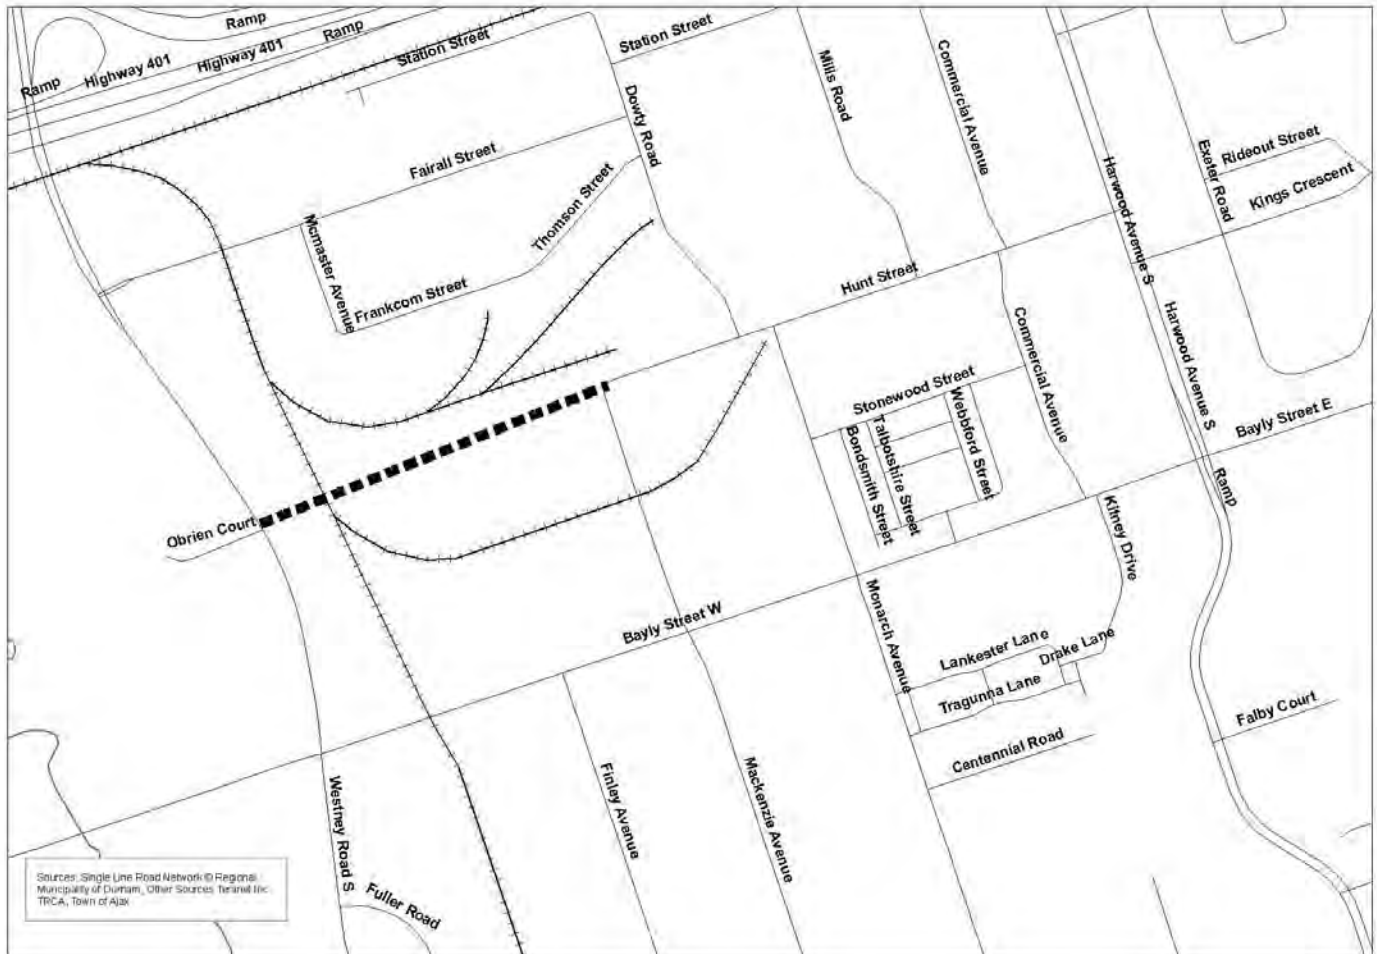 Ramp
Highway 401
Highway 401
Ramp
Ramp
Station Street
Station Street
Dowty Road
Mills Road
Commercial Avenue
Harwood Avenue S
Exeter Road
Rideout Street
Kings Crescent
Fairall Street
Thomson Street
Mcmaster Avenue
Frankcom Street
Hunt Street
Commercial Avenue
Harwood Avenue S
Stonewood Street
Webbford Street
Talbotshire Street
Bondsmith Street
Bayly Street E
Ramp
Kitney Drive
Obrien Court
Bayly Street W
Monarch Avenue
Lankester Lane
Drake Lane
Tragunna Lane
Centennial Road
Falby Court
Westney Road S
Finley Avenue
Mackenzie Avenue
Fuller Road
Sources: Single Line Road Network © Regional
Municipality of Durham, Other Sources Teranet Inc.
TRCA, Town of Ajax